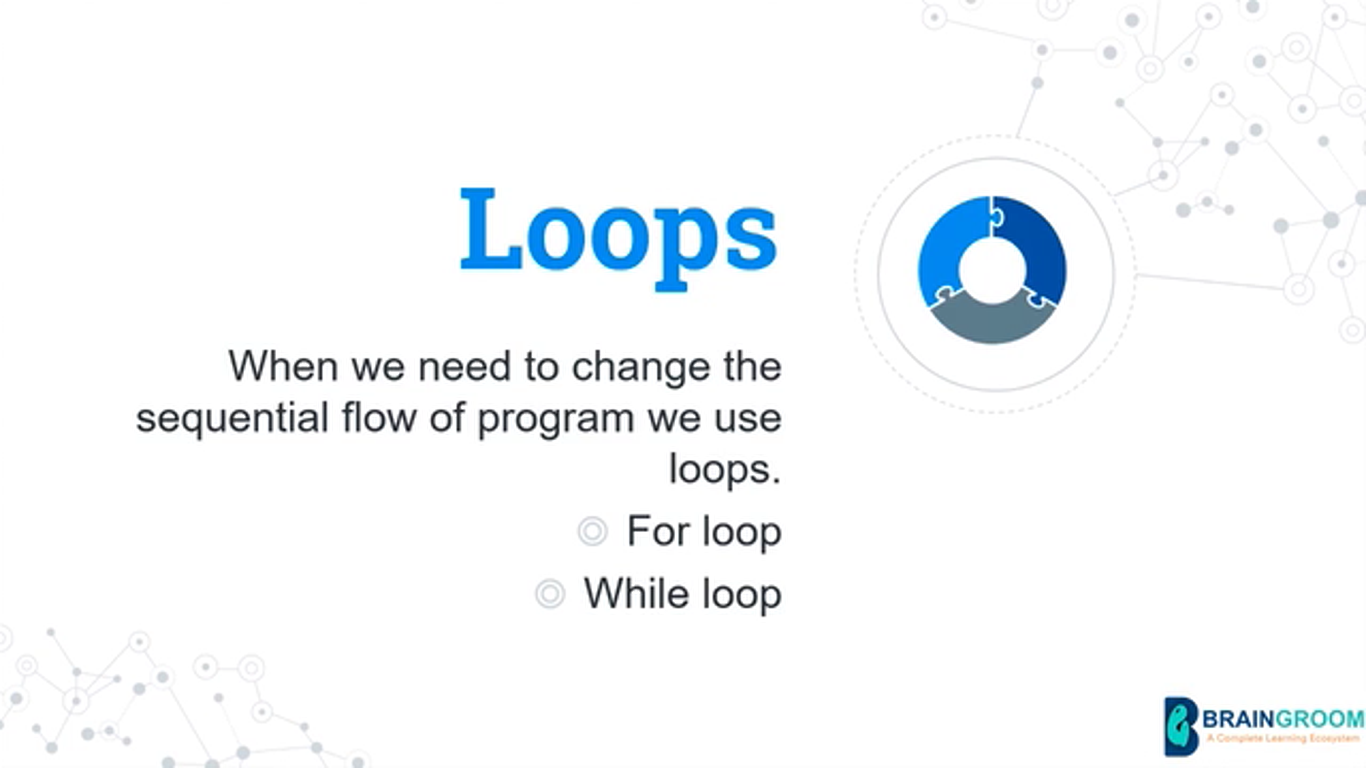 Loops
When we need to change the
sequential flow of program we use
loops.
For loop
While loop
BRAINGROOM
A Complete Learning Ecosystem